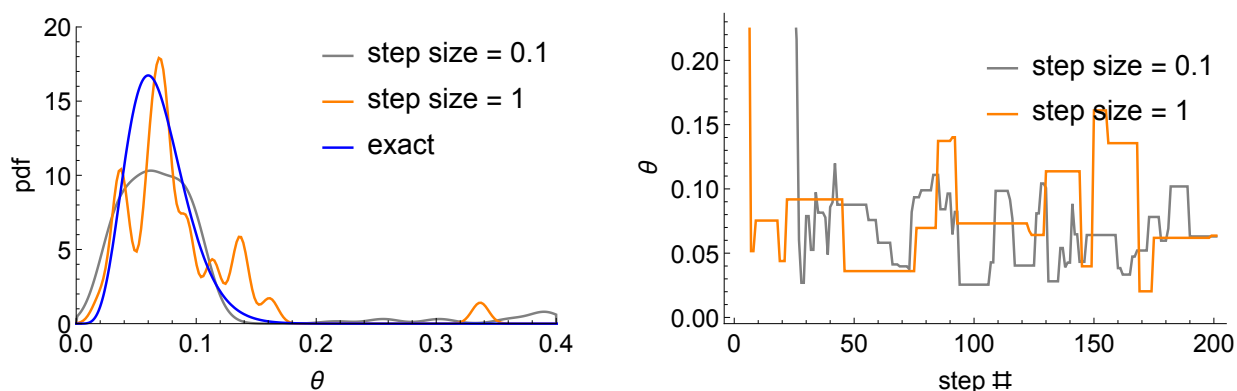 20
15
10
5
0
pdf
step size = 0.1
step size = 1
exact
0.0
0.1
0.2
0.3
0.4
θ
0.20
0.15
0.10
0.05
0.00
θ
step size = 0.1
step size = 1
0
50
100
150
200
step #